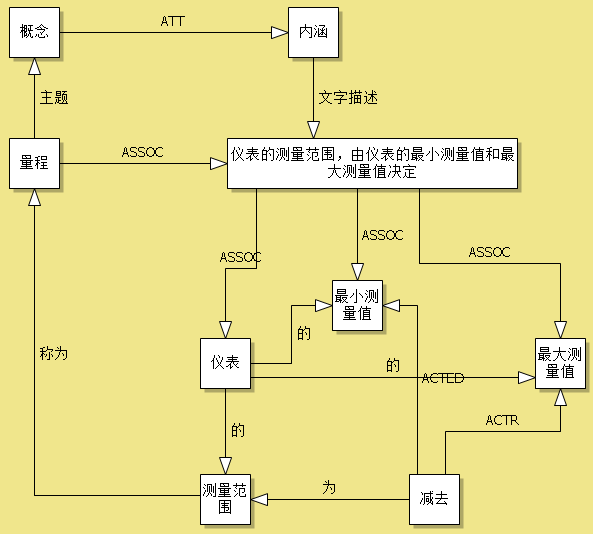 概念
ATT
内涵
主题
文字描述
量程
ASSOC
仪表的测量范围，由仪表的最小测量值和最
大测量值决定
ASSOC
ASSOC
ASSOC
最小测
量值
称为
的
仪表
的
ACTED
最大测
量值
的
ACTR
测量范
围
为
减去